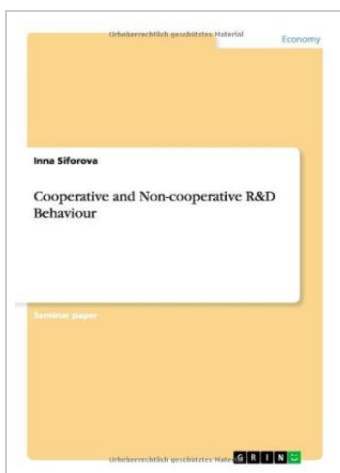 Urheberrechtlich geschütztes Material
Economy
Inna Siforova
Cooperative and Non-cooperative R&D
Behaviour
Seminar paper
Urheberrechtlich geschütztes Material
GRIN